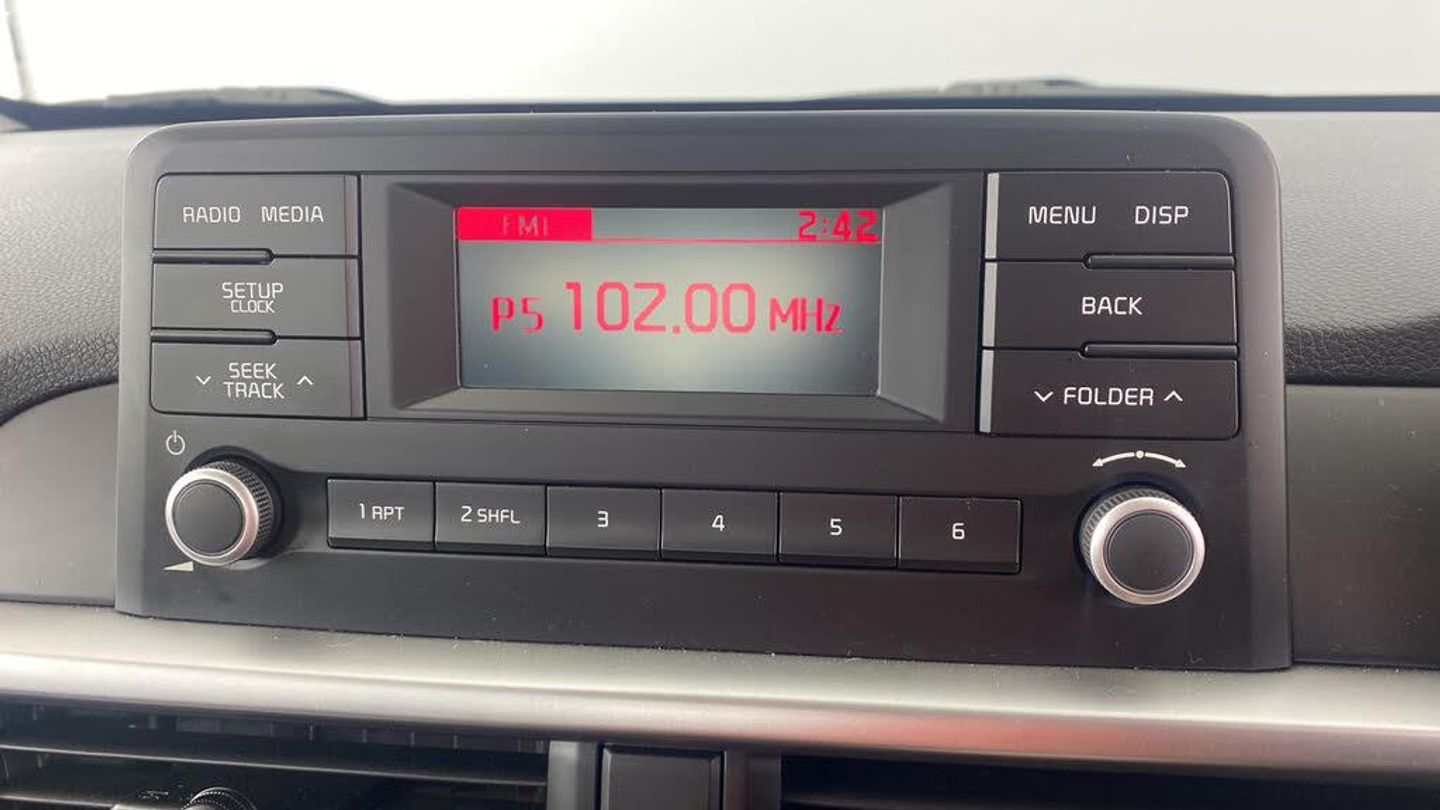 RADIO MEDIA
SETUP
CLOCK
SEEK
TRACK
FM1 2:42
P5 102.00 MHz
MENU DISP
BACK
FOLDER
1 RPT
2 SHFL
3
4
5
6